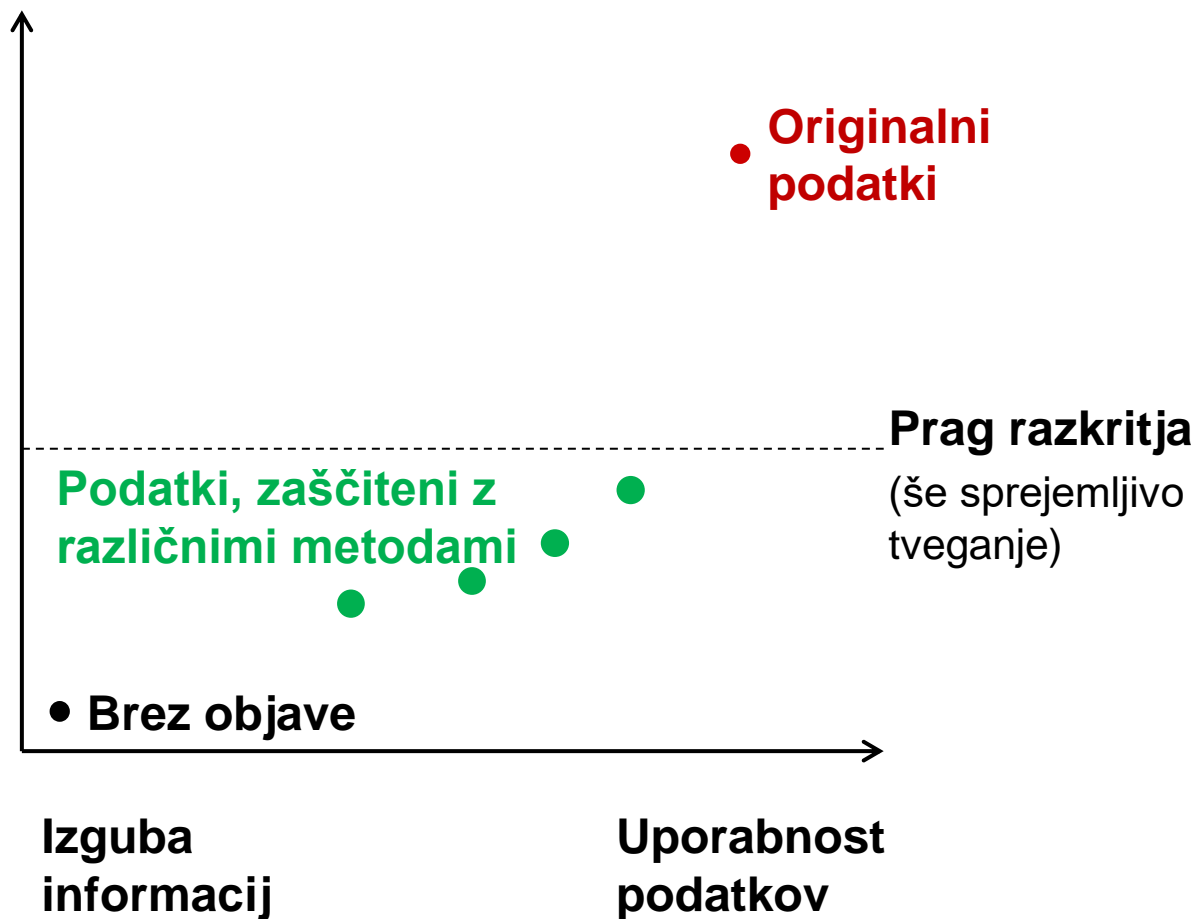 Originalni
podatki
Prag razkritja
(še sprejemljivo
tveganje)
Podatki, zaščiteni z
različnimi metodami
Brez objave
Izguba
informacij
Uporabnost
podatkov